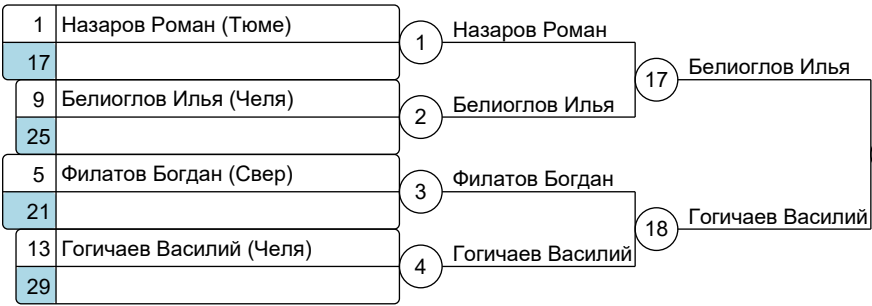 1 Назаров Роман (Тюме)
17
9 Белиоглов Илья (Челя)
25
5 Филатов Богдан (Свер)
21
13 Гогичаев Василий (Челя)
29
1 Назаров Роман
2 Белиоглов Илья
3 Филатов Богдан
4 Гогичаев Василий
17 Белиоглов Илья
18 Гогичаев Василий